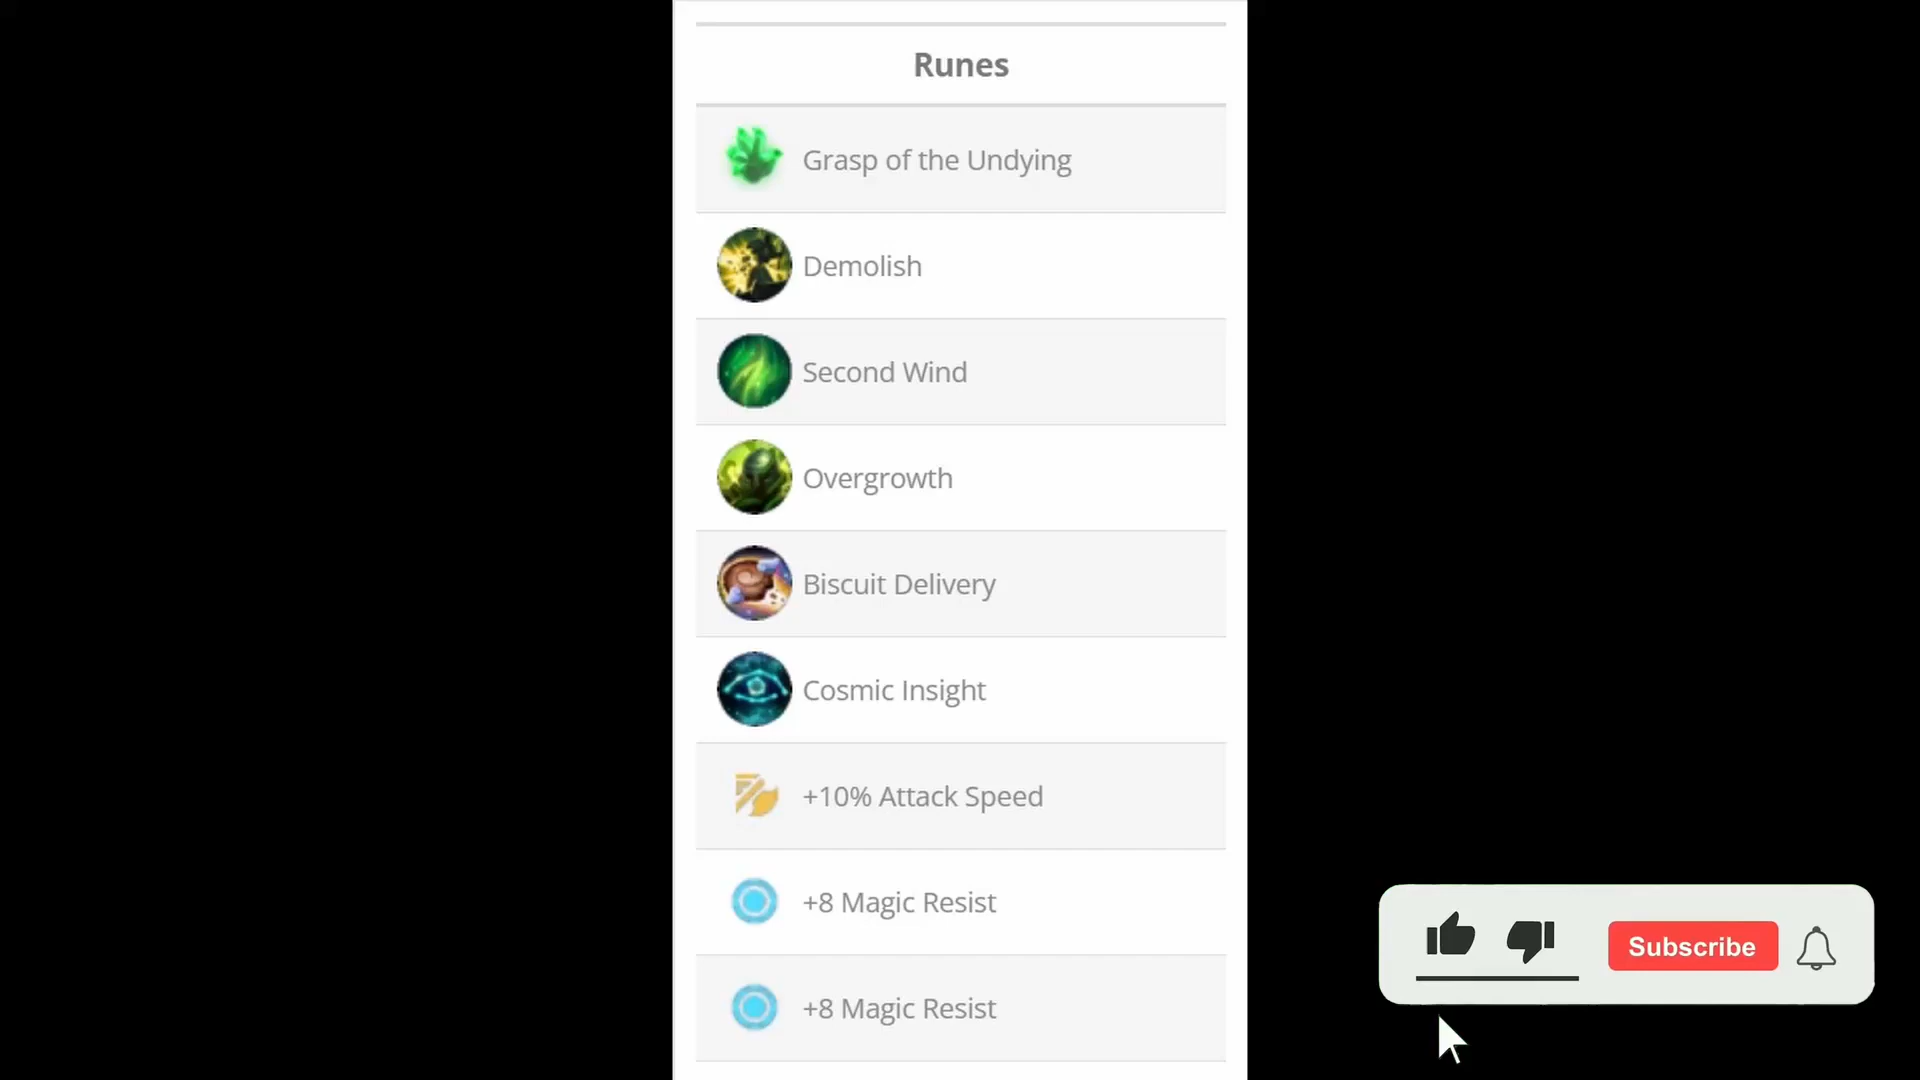 Runes
Grasp of the Undying
Demolish
Second Wind
Overgrowth
Biscuit Delivery
Cosmic Insight
+10% Attack Speed
+8 Magic Resist
+8 Magic Resist
Subscribe